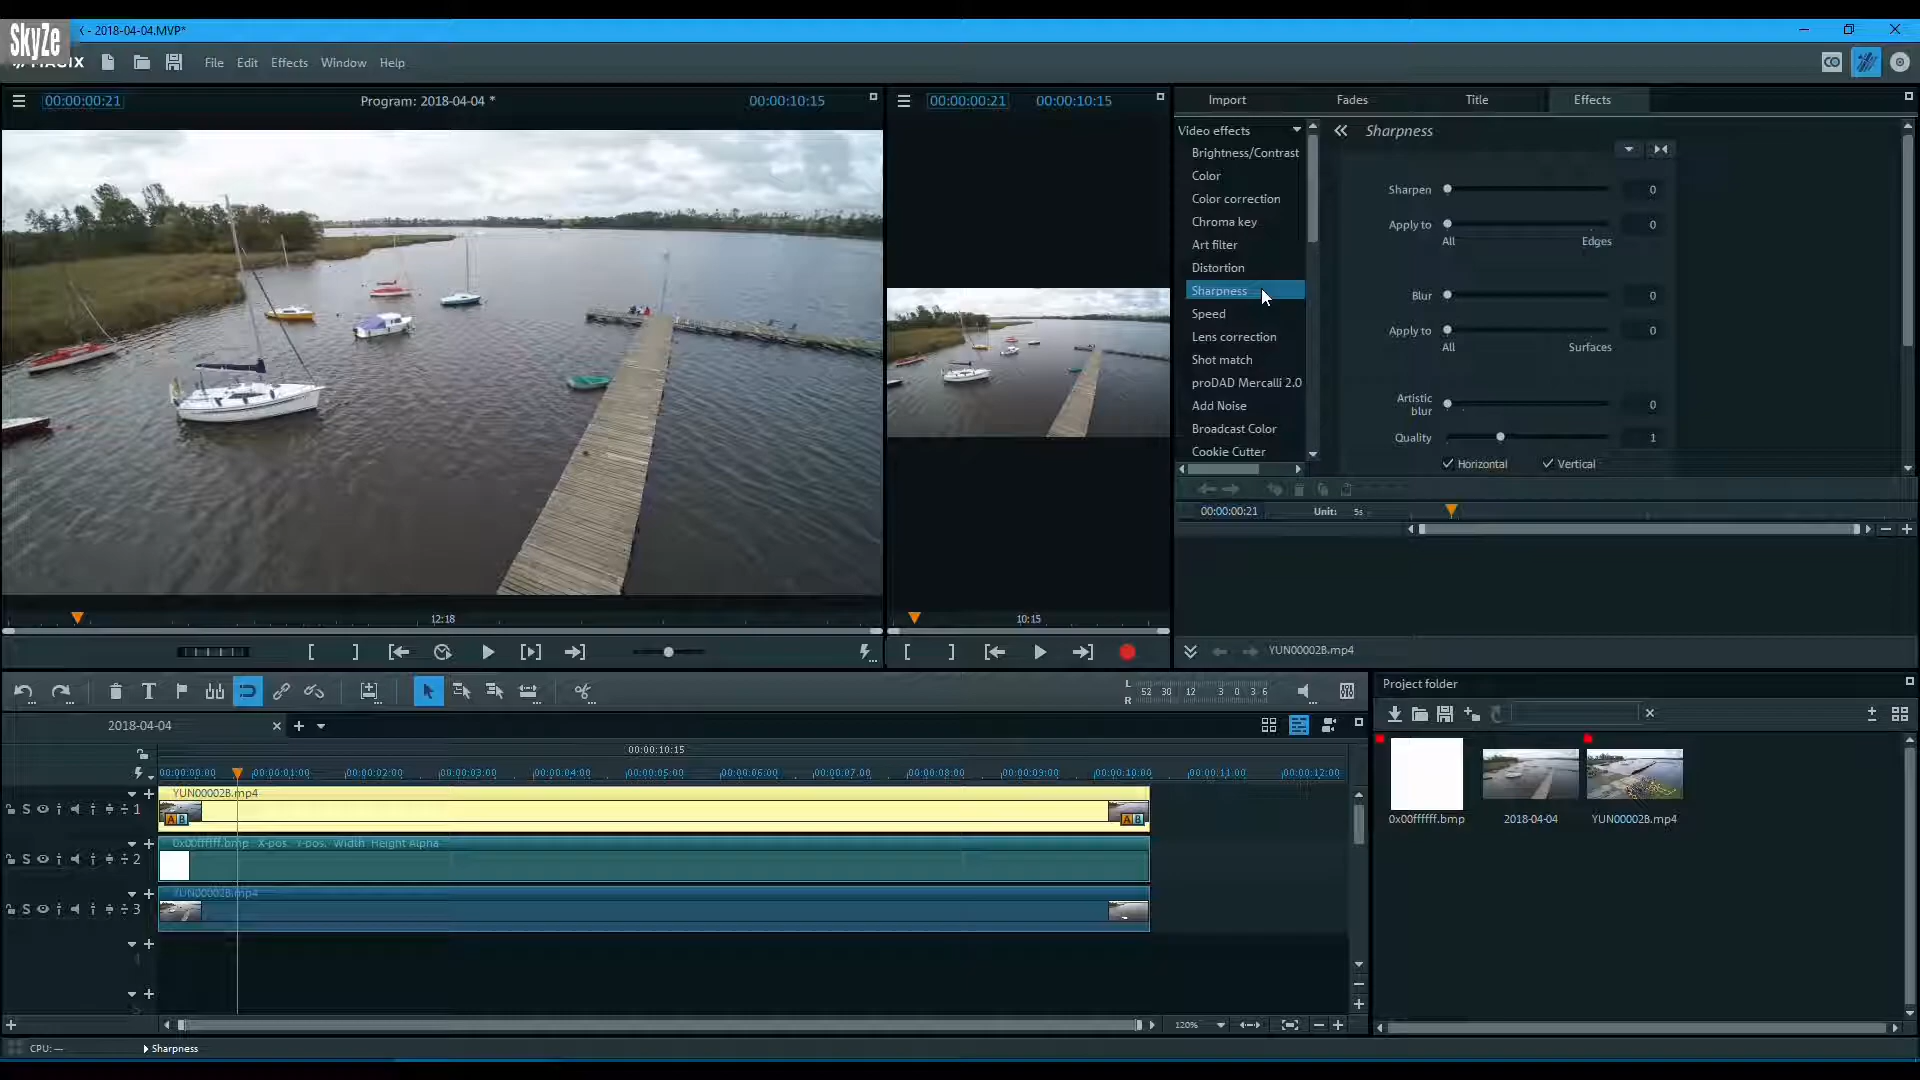 SkyZe
- 2018-04-04.MVP*
MAGIX File Edit Effects Window Help
00:00:00:21 Program: 2018-04-04 * 00:00:10:15
00:00:00:21 00:00:10:15
Import Fades Title Effects
Video effects
Brightness/Contrast
Color
Color correction
Chroma key
Art filter
Distortion
Sharpness
Speed
Lens correction
Shot match
proDAD Mercalli 2.0
Add Noise
Broadcast Color
Cookie Cutter
Sharpness
Sharpen 0
Apply to 0
All Edges
Blur 0
Apply to 0
All Surfaces
Artistic
blur 0
Quality 1
Horizontal Vertical
00:00:00:21 Unit: 5s
12:18
10:15
YUN00002B.mp4
L
R 52 30 12 3 0 3 6
2018-04-04
00:00:10:15
00:00:00:00 00:00:01:00 00:00:02:00 00:00:03:00 00:00:04:00 00:00:05:00 00:00:06:00 00:00:07:00 00:00:08:00 00:00:09:00 00:00:10:00 00:00:11:00 00:00:12:00
YUN00002B.mp4
S 1
A B
A B
0x00ffffff.bmp X-pos. Y-pos. Width Height Alpha
S 2
YUN00002B.mp4
S 3
120%
CPU: — Sharpness
Project folder
0x00ffffff.bmp 2018-04-04 YUN00002B.mp4